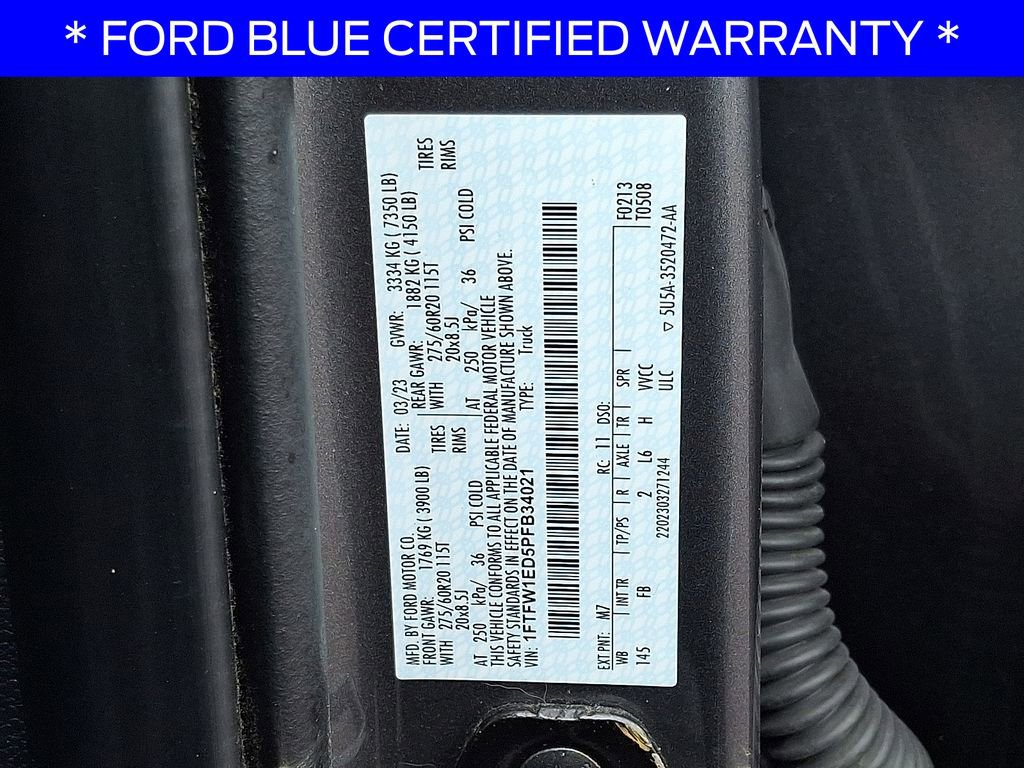 * FORD BLUE CERTIFIED WARRANTY *
MFD. BY FORD MOTOR CO. DATE: 03/23 GVWR: 3334 KG ( 7350 LB)
FRONT GAWR: 1769 KG ( 3900 LB) REAR GAWR: 1882 KG ( 4150 LB)
WITH 275/60R20 115T TIRES WITH 275/60R20 115T TIRES
20x8.5J RIMS 20x8.5J RIMS
AT 250 kPa/ 36 PSI COLD AT 250 kPa/ 36 PSI COLD
THIS VEHICLE CONFORMS TO ALL APPLICABLE FEDERAL MOTOR VEHICLE
SAFETY STANDARDS IN EFFECT ON THE DATE OF MANUFACTURE SHOWN ABOVE.
VIN: 1FTFW1ED5PFB34021 TYPE: Truck
EXT PNT: M7 RC: 11 DSO: F0213
WB INT TR TP/PS R AXLE TR SPR T0508
145 FB 2 L6 H VVCC
2202303271244 ULC ▽ 5U5A-3520472-AA